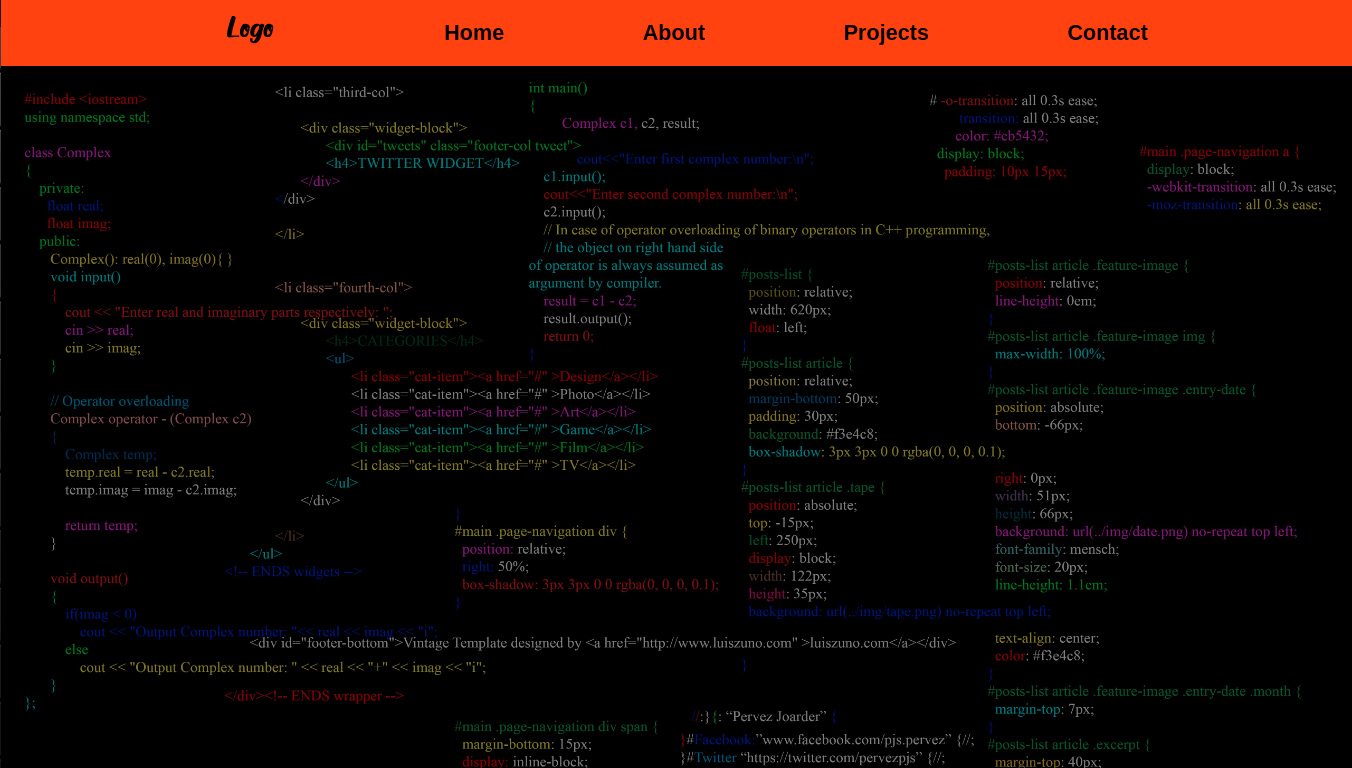 Logo Home About Projects Contact
#include <iostream>
using namespace std;
class Complex
{
private:
float real;
float imag;
public:
Complex(): real(0), imag(0){ }
void input()
{
cout << "Enter real and imaginary parts respectively: ";
cin >> real;
cin >> imag;
}
// Operator overloading
Complex operator - (Complex c2)
{
Complex temp;
temp.real = real - c2.real;
temp.imag = imag - c2.imag;
return temp;
}
void output()
{
if(imag < 0)
cout << "Output Complex number: "<< real << imag << "i";
else
cout << "Output Complex number: " << real << "+" << imag << "i";
}
};
<li class="third-col">
<div class="widget-block">
<div id="tweets" class="footer-col tweet">
<h4>TWITTER WIDGET</h4>
</div>
</div>
</li>
<li class="fourth-col">
<div class="widget-block">
<h4>CATEGORIES</h4>
<ul>
<li class="cat-item"><a href="#" >Design</a></li>
<li class="cat-item"><a href="#" >Photo</a></li>
<li class="cat-item"><a href="#" >Art</a></li>
<li class="cat-item"><a href="#" >Game</a></li>
<li class="cat-item"><a href="#" >Film</a></li>
<li class="cat-item"><a href="#" >TV</a></li>
</ul>
</div>
</li>
</ul>
<!-- ENDS widgets -->
<div id="footer-bottom">Vintage Template designed by <a href="http://www.luiszuno.com" >luiszuno.com</a></div>
</div><!-- ENDS wrapper -->
int main()
{
Complex c1, c2, result;
cout<<"Enter first complex number:\n";
c1.input();
cout<<"Enter second complex number:\n";
c2.input();
// In case of operator overloading of binary operators in C++ programming,
// the object on right hand side
of operator is always assumed as
argument by compiler.
result = c1 - c2;
result.output();
return 0;
}
}
#main .page-navigation div {
position: relative;
right: 50%;
box-shadow: 3px 3px 0 0 rgba(0, 0, 0, 0.1);
}
#main .page-navigation div span {
margin-bottom: 15px;
display: inline-block;
#posts-list {
position: relative;
width: 620px;
float: left;
}
#posts-list article {
position: relative;
margin-bottom: 50px;
padding: 30px;
background: #f3e4c8;
box-shadow: 3px 3px 0 0 rgba(0, 0, 0, 0.1);
}
#posts-list article .tape {
position: absolute;
top: -15px;
left: 250px;
display: block;
width: 122px;
height: 35px;
background: url(../img/tape.png) no-repeat top left;
}
//:}{: “Pervez Joarder” {
}#Facebook:”www.facebook.com/pjs.pervez” {//;
}#Twitter “https://twitter.com/pervezpjs” {//;
# -o-transition: all 0.3s ease;
transition: all 0.3s ease;
color: #cb5432;
display: block;
padding: 10px 15px;
#main .page-navigation a {
display: block;
-webkit-transition: all 0.3s ease;
-moz-transition: all 0.3s ease;
#posts-list article .feature-image {
position: relative;
line-height: 0em;
}
#posts-list article .feature-image img {
max-width: 100%;
}
#posts-list article .feature-image .entry-date {
position: absolute;
bottom: -66px;
right: 0px;
width: 51px;
height: 66px;
background: url(../img/date.png) no-repeat top left;
font-family: mensch;
font-size: 20px;
line-height: 1.1em;
text-align: center;
color: #f3e4c8;
}
#posts-list article .feature-image .entry-date .month {
margin-top: 7px;
}
#posts-list article .excerpt {
margin-top: 40px;